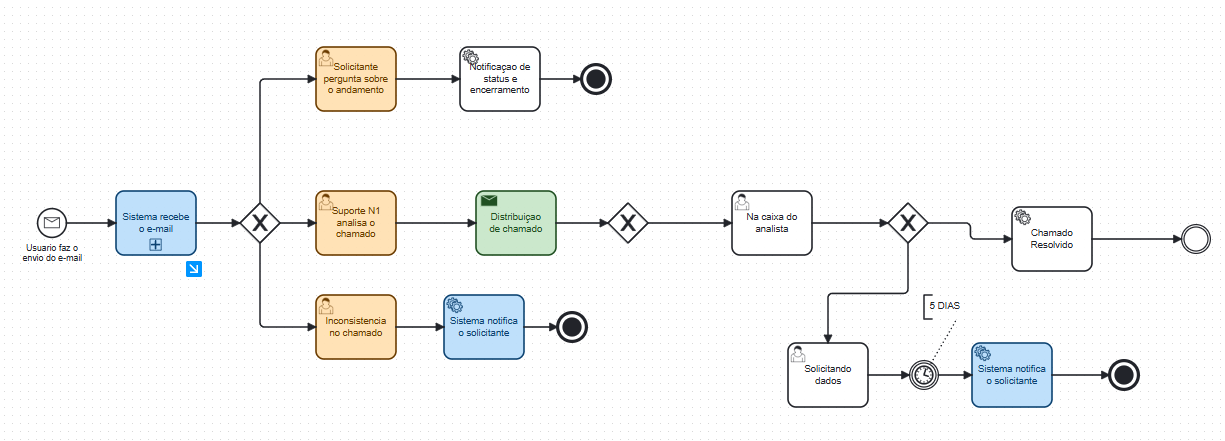 Solicitante
pergunta sobre
o andamento
Notificaçao de
status e
encerramento
Usuario faz o
envio do e-mail
Sistema recebe
o e-mail
Suporte N1
analisa o
chamado
Distribuiçao
de chamado
Na caixa do
analista
Chamado
Resolvido
Inconsistencia
no chamado
Sistema notifica
o solicitante
5 DIAS
Solicitando
dados
Sistema notifica
o solicitante